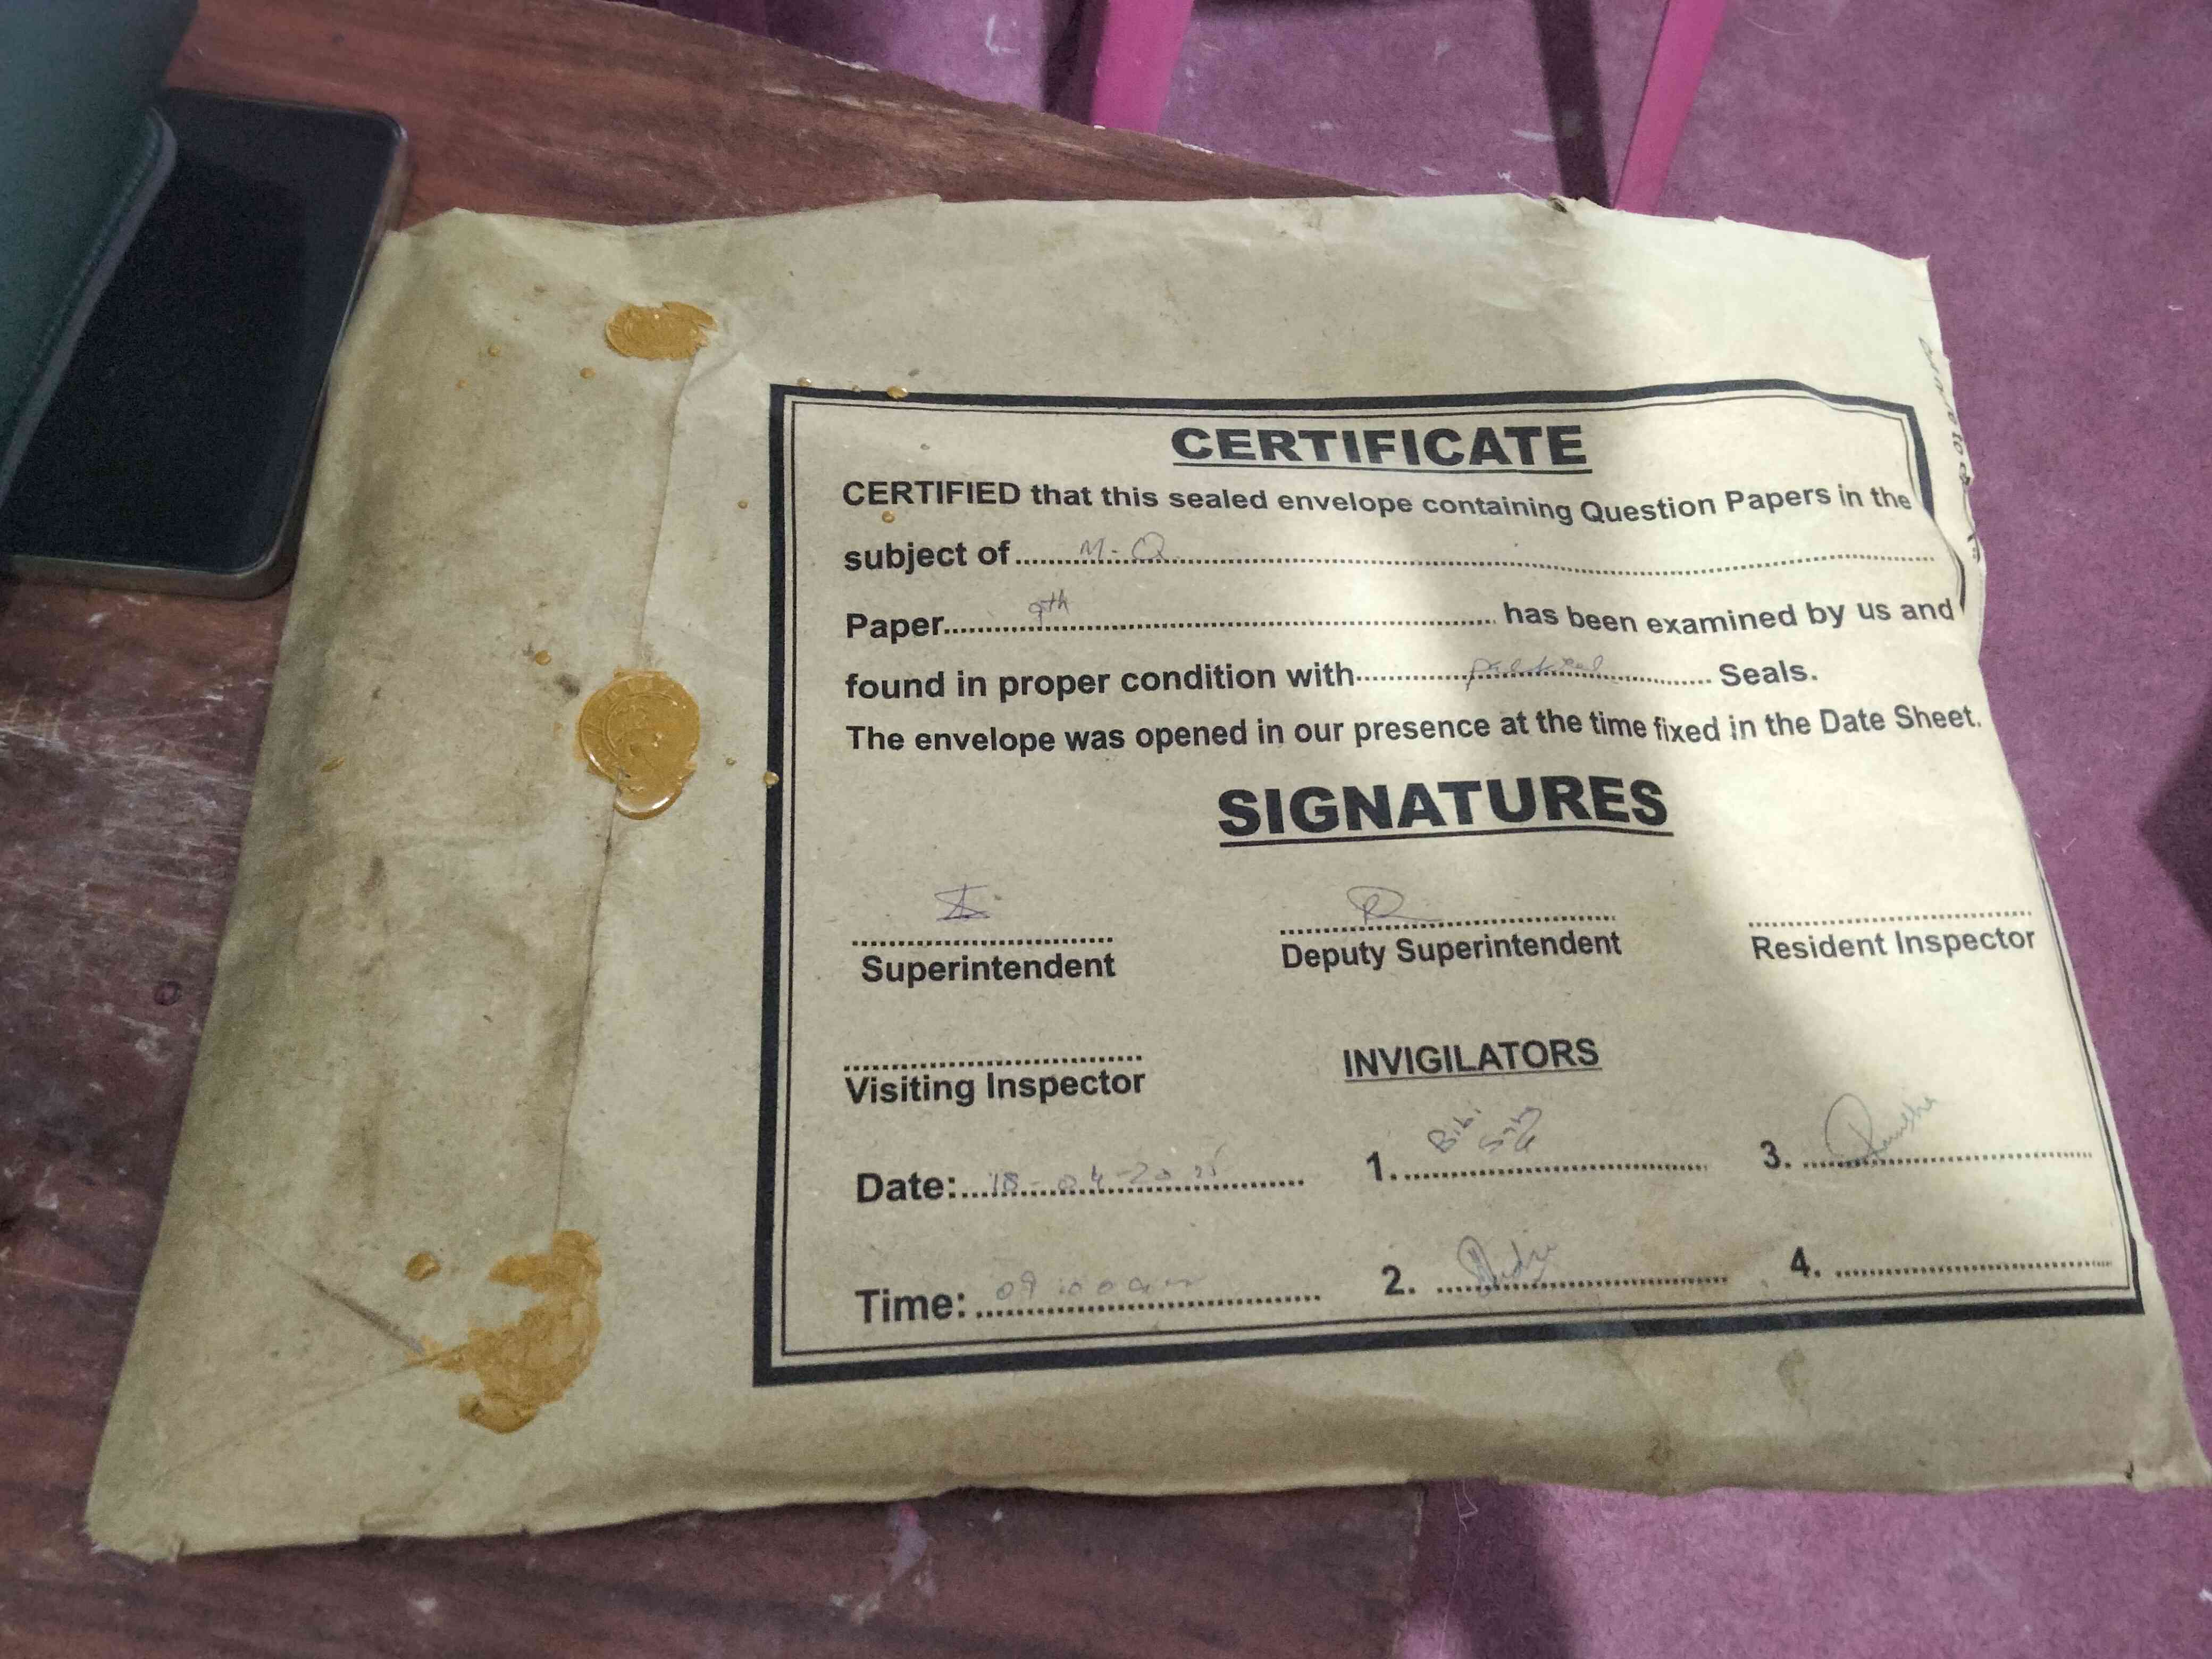 CERTIFICATE
CERTIFIED that this sealed envelope containing Question Papers in the
subject of M-Q
Paper 9th has been examined by us and
found in proper condition with Seals.
The envelope was opened in our presence at the time fixed in the Date Sheet.
SIGNATURES
Superintendent Deputy Superintendent Resident Inspector
Visiting Inspector INVIGILATORS
Date: 18-04-2025 1. Bibi 3.
Time: 09:00 am 2. 4.